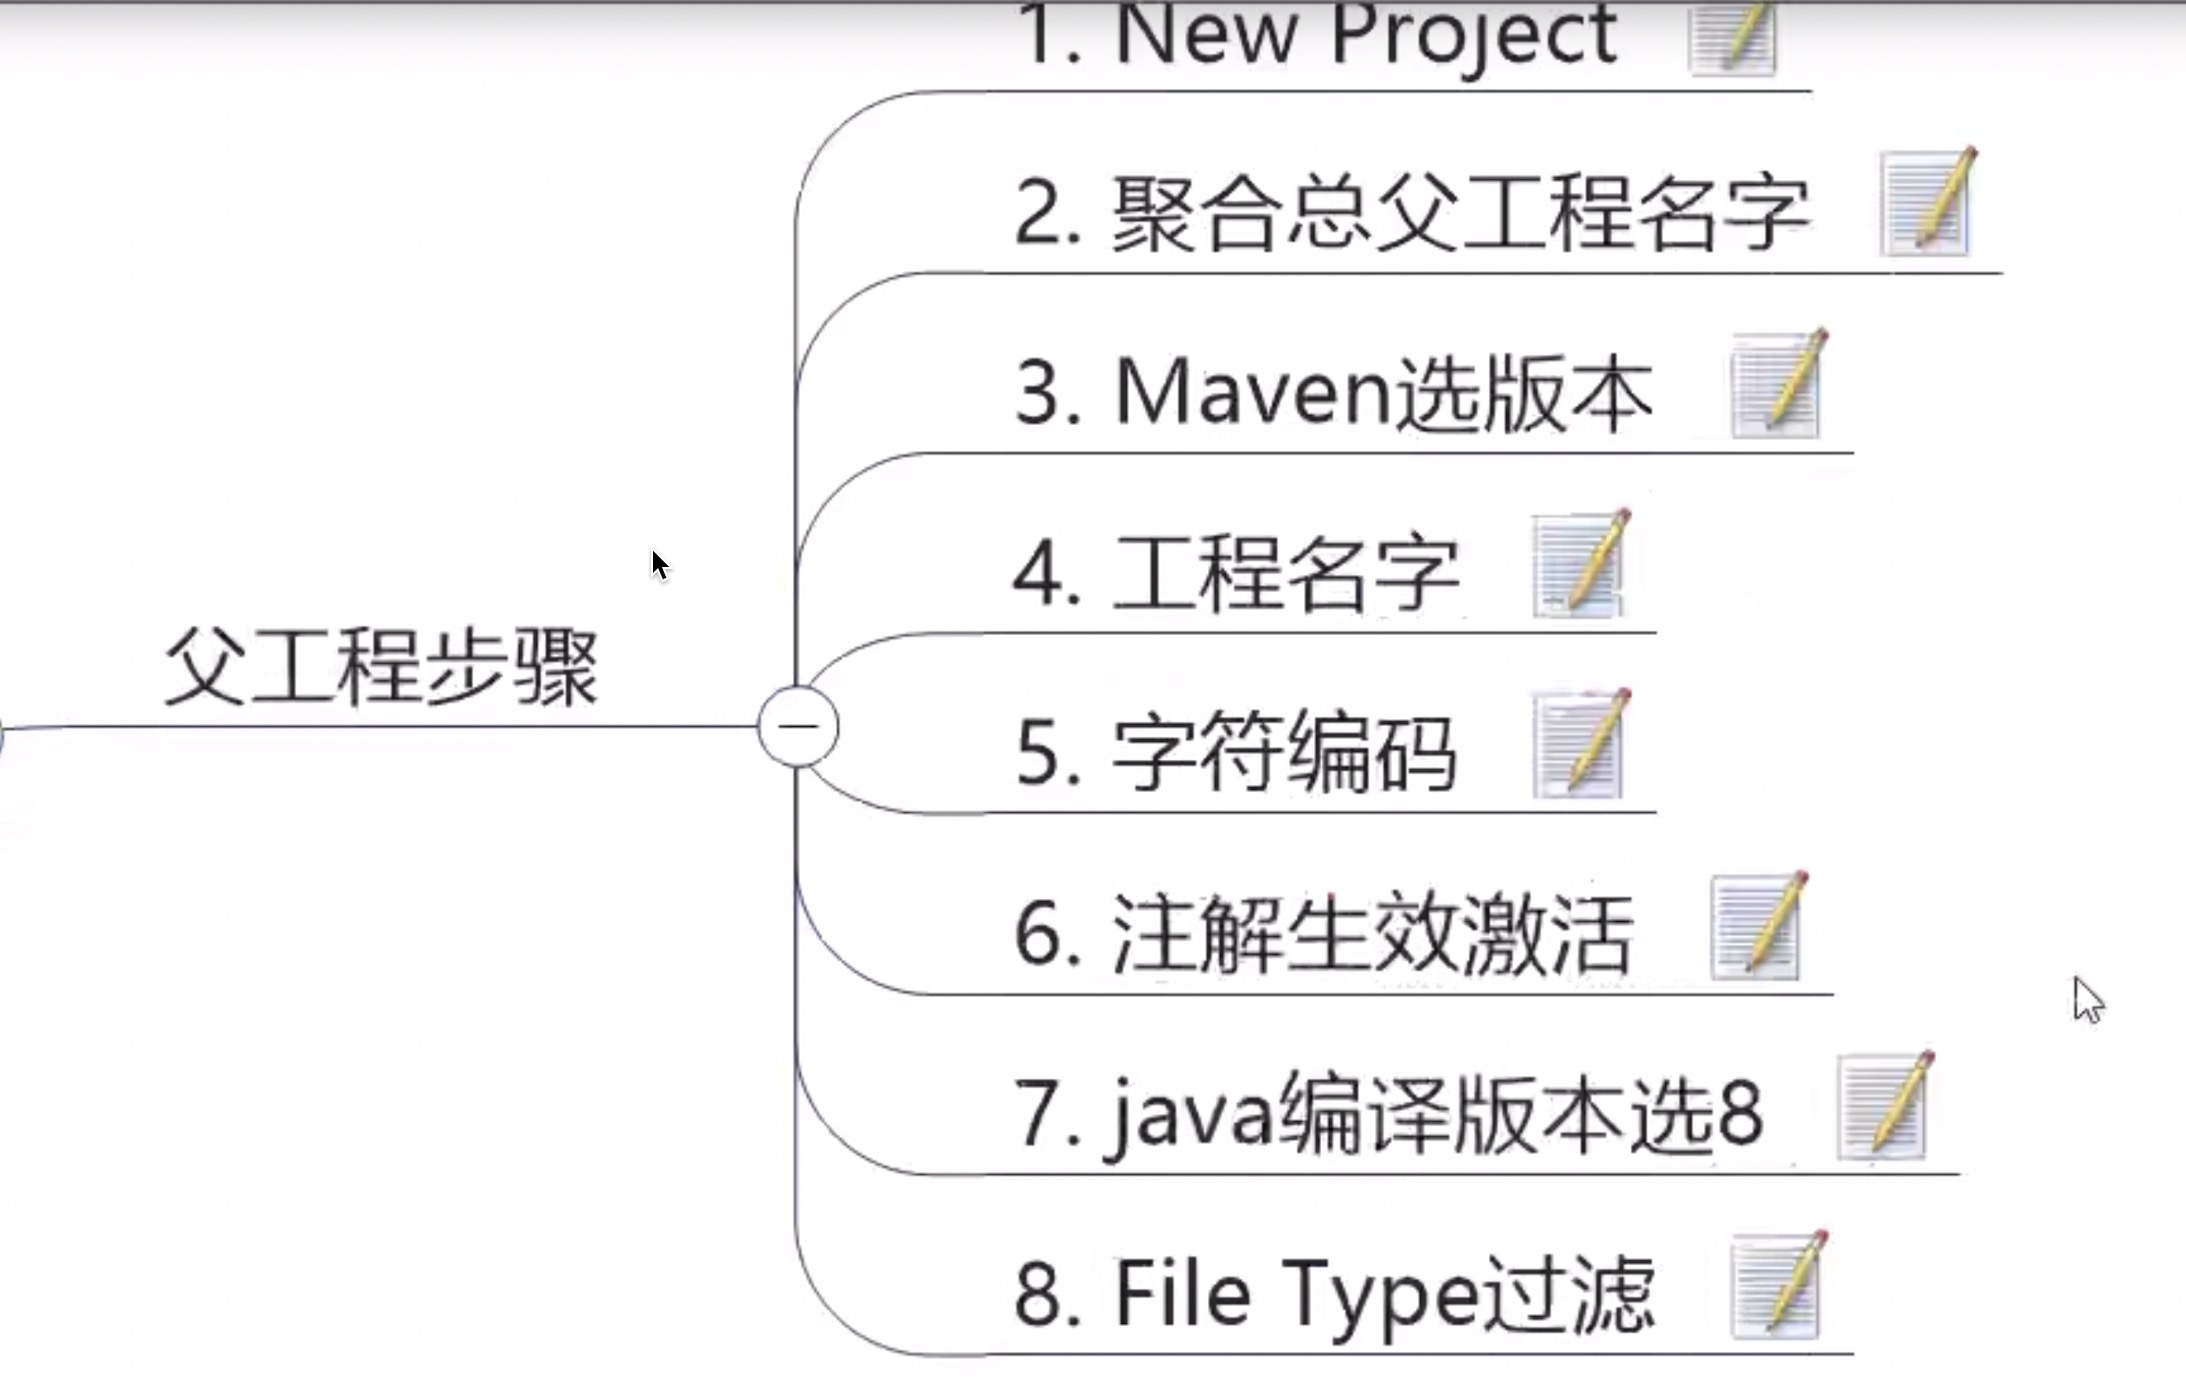 1. New Project
2. 聚合总父工程名字
3. Maven选版本
4. 工程名字
父工程步骤
5. 字符编码
6. 注解生效激活
7. java编译版本选8
8. File Type过滤